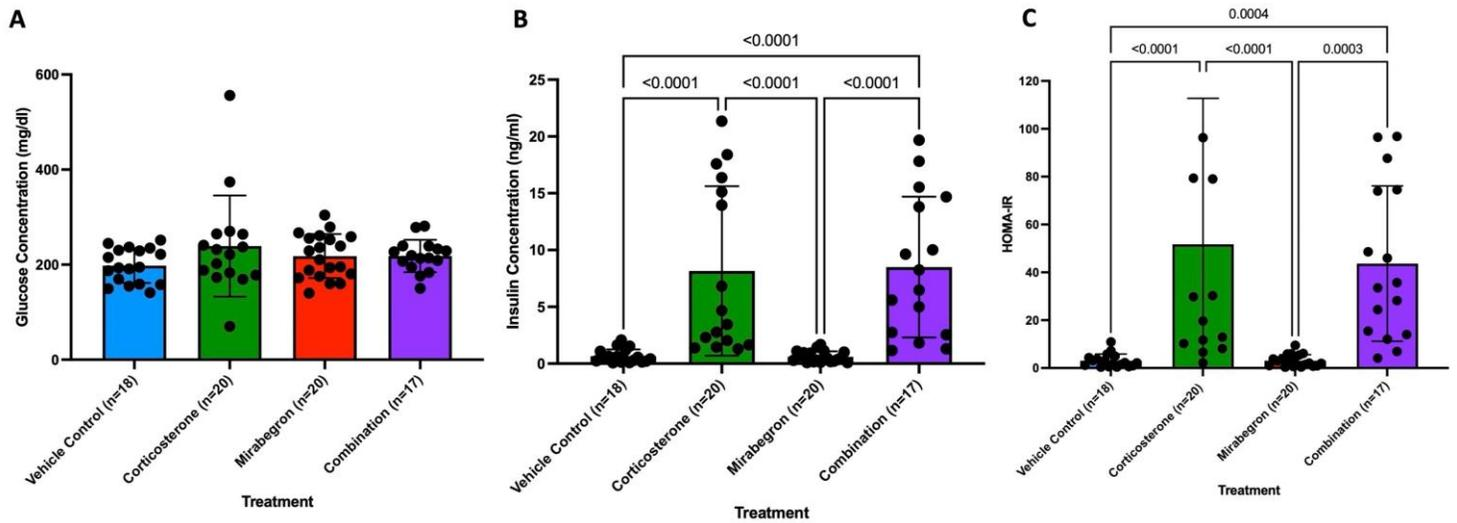 A
Glucose Concentration (mg/dl)
600
400
200
0
Vehicle Control (n=18)
Corticosterone (n=20)
Mirabegron (n=20)
Combination (n=17)
Treatment
B
<0.0001
<0.0001 <0.0001 <0.0001
Insulin Concentration (ng/ml)
25
20
15
10
5
0
Vehicle Control (n=18)
Corticosterone (n=20)
Mirabegron (n=20)
Combination (n=17)
Treatment
C
0.0004
<0.0001 <0.0001 0.0003
HOMA-IR
120
100
80
60
40
20
0
Vehicle Control (n=18)
Corticosterone (n=20)
Mirabegron (n=20)
Combination (n=17)
Treatment